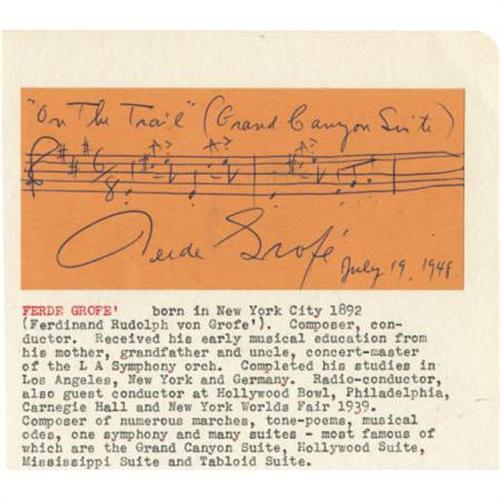 "On The Trail" (Grand Canyon Suite)
6/8
Ferde Grofé
July 19, 1948.
FERDE GROFE' born in New York City 1892
(Ferdinand Rudolph von Grofe'). Composer, con-
ductor. Received his early musical education from
his mother, grandfather and uncle, concert-master
of the L A Symphony orch. Completed his studies in
Los Angeles, New York and Germany. Radio-conductor,
also guest conductor at Hollywood Bowl, Philadelphia,
Carnegie Hall and New York Worlds Fair 1939.
Composer of numerous marches, tone-poems, musical
odes, one symphony and many suites - most famous of
which are the Grand Canyon Suite, Hollywood Suite,
Mississippi Suite and Tabloid Suite.